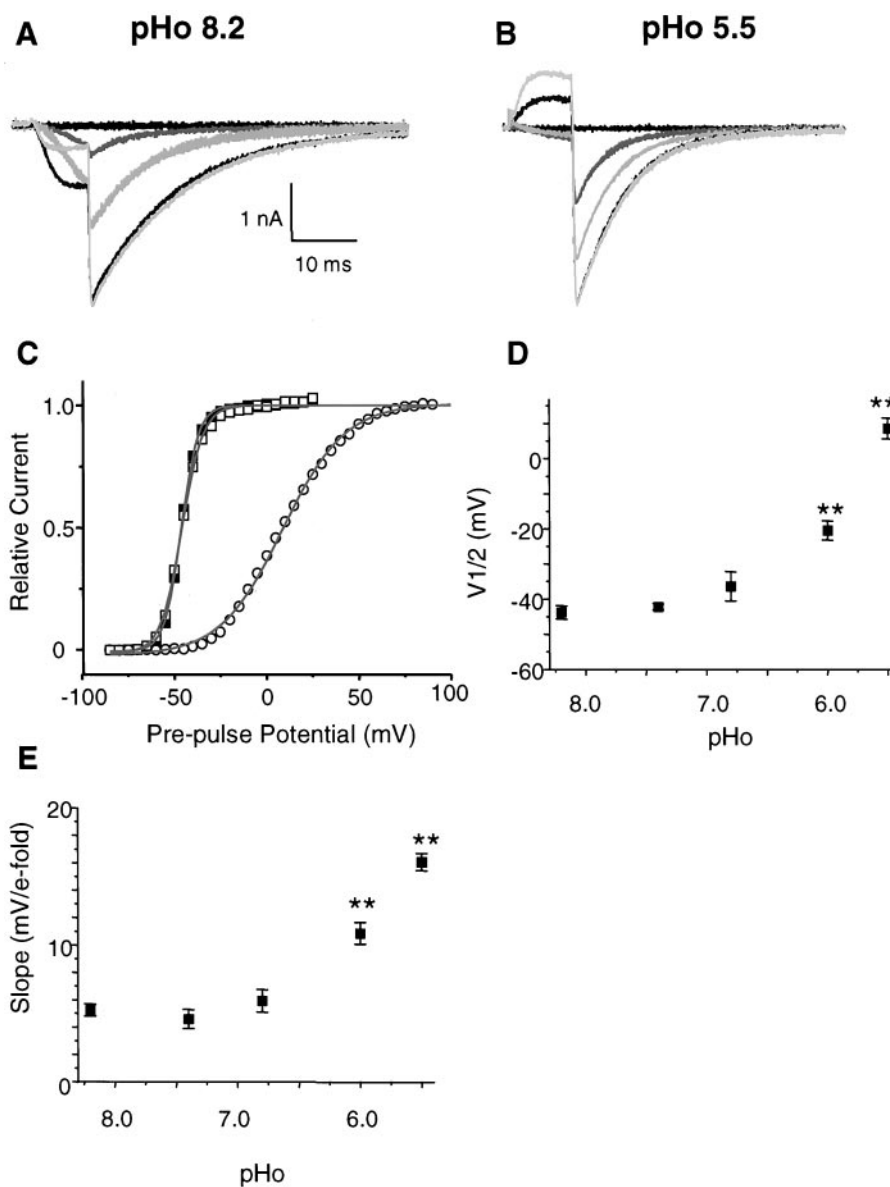 A pHo 8.2
B pHo 5.5
1 nA
10 ms
C
Relative Current
1.0
0.5
0
-100 -50 0 50 100
Pre-pulse Potential (mV)
D
V1/2 (mV)
0
-20
-40
-60
**
**
8.0 7.0 6.0
pHo
E
Slope (mV/e-fold)
20
10
0
**
**
8.0 7.0 6.0
pHo